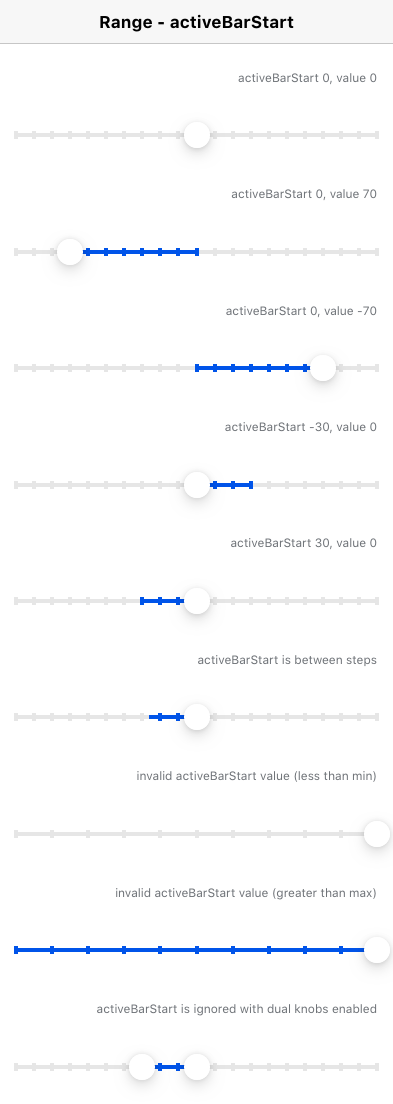 Range - activeBarStart
activeBarStart 0, value 0
activeBarStart 0, value 70
activeBarStart 0, value -70
activeBarStart -30, value 0
activeBarStart 30, value 0
activeBarStart is between steps
invalid activeBarStart value (less than min)
invalid activeBarStart value (greater than max)
activeBarStart is ignored with dual knobs enabled